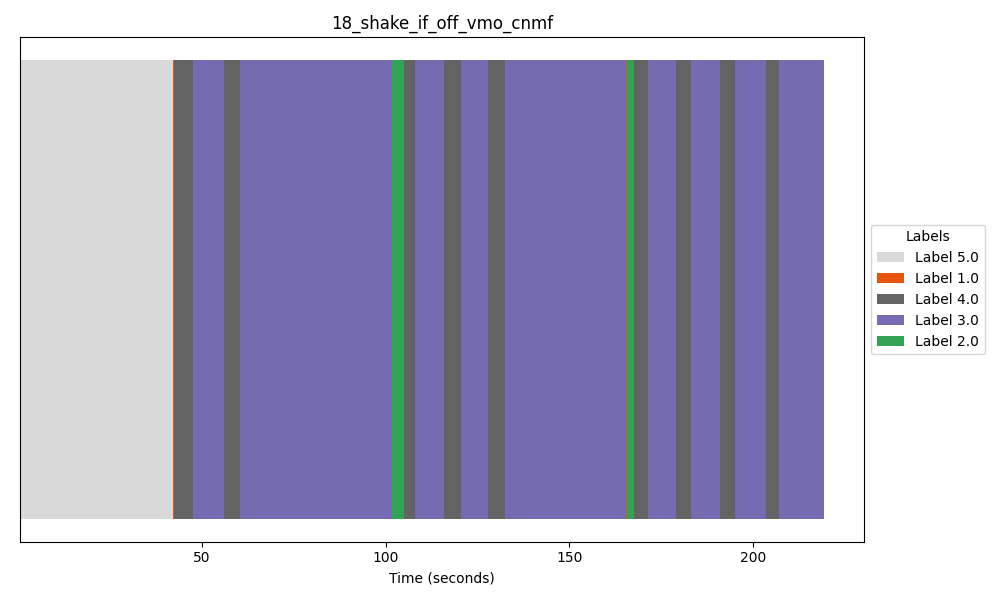 18_shake_if_off_vmo_cnmf
Labels
Label 5.0
Label 1.0
Label 4.0
Label 3.0
Label 2.0
50
100
150
200
Time (seconds)